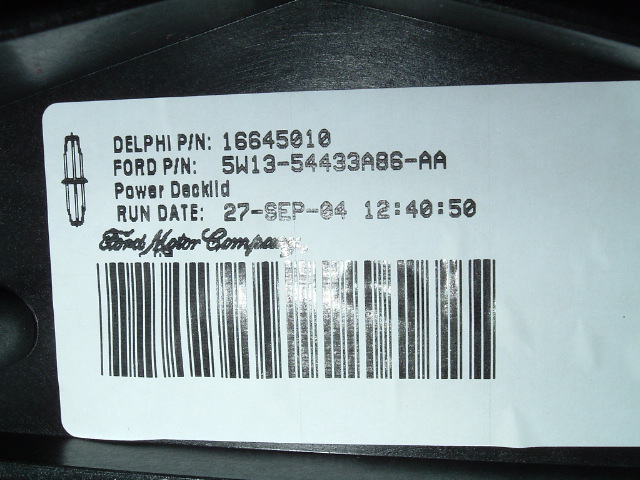 DELPHI P/N: 16645010
FORD P/N: 5W13-54433A86-AA
Power Decklid
RUN DATE: 27-SEP-04 12:40:50
Ford Motor Company